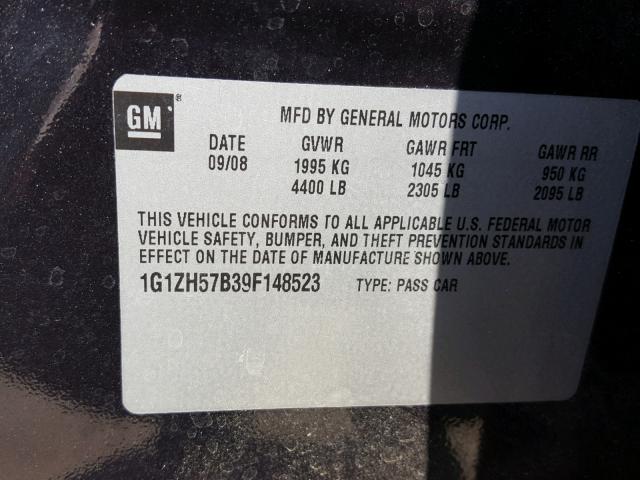 GM ®
MFD BY GENERAL MOTORS CORP.
DATE GVWR GAWR FRT GAWR RR
09/08 1995 KG 1045 KG 950 KG
4400 LB 2305 LB 2095 LB
THIS VEHICLE CONFORMS TO ALL APPLICABLE U.S. FEDERAL MOTOR
VEHICLE SAFETY, BUMPER, AND THEFT PREVENTION STANDARDS IN
EFFECT ON THE DATE OF MANUFACTURE SHOWN ABOVE.
1G1ZH57B39F148523 TYPE: PASS CAR